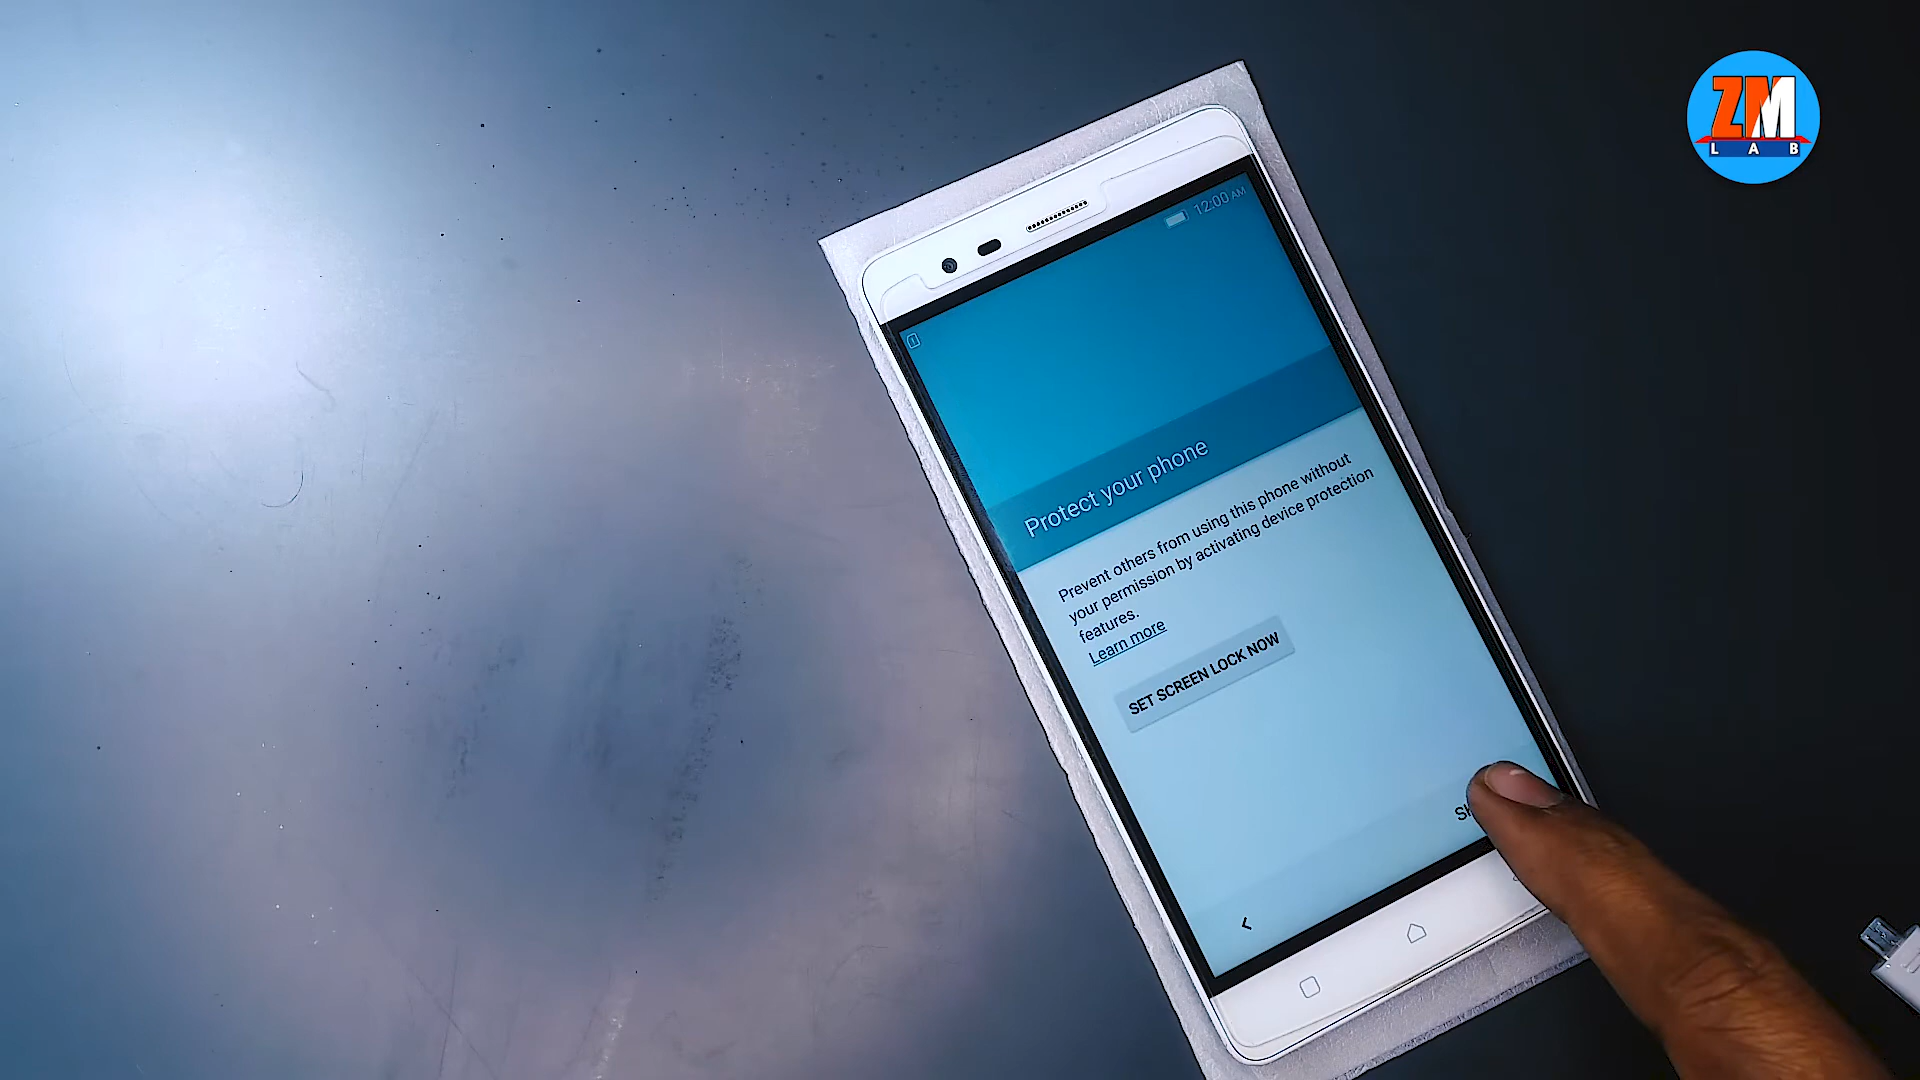 ZM
LAB
12:00 AM
Protect your phone
Prevent others from using this phone without
your permission by activating device protection
features.
Learn more
SET SCREEN LOCK NOW